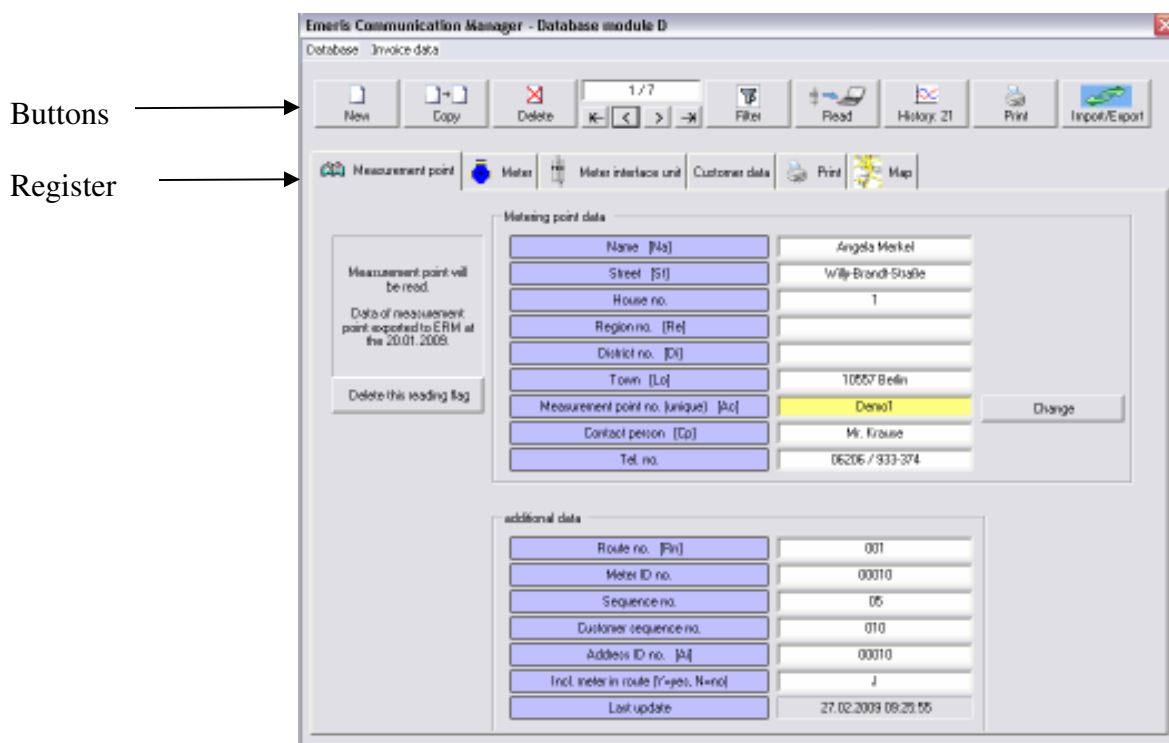 Emeris Communication Manager - Database module D
Database Invoice data
Buttons
1 / 7
New Copy Delete Filter Read History: 21 Print Import/Export
Register
Measurement point Meter Meter interface unit Customer data Print Map
Metering point data
Name [Na] Angela Merkel
Street [St] Willy-Brandt-Straße
House no. 1
Region no. [Re]
District no. [Di]
Town [Lo] 10557 Berlin
Measurement point no. (unique) [Ac] Demo1 Change
Contact person [Cp] Mr. Krause
Tel. no. 06206 / 933-374
Measurement point will
be read.
Data of measurement
point exported to ERM at
the 20.01.2009.
Delete this reading flag
additional data
Route no. [Rn] 001
Meter ID no. 00010
Sequence no. 05
Customer sequence no. 010
Address ID no. [Ai] 00010
Incl. meter in route (Y=yes, N=no) J
Last update 27.02.2009 09:25:55